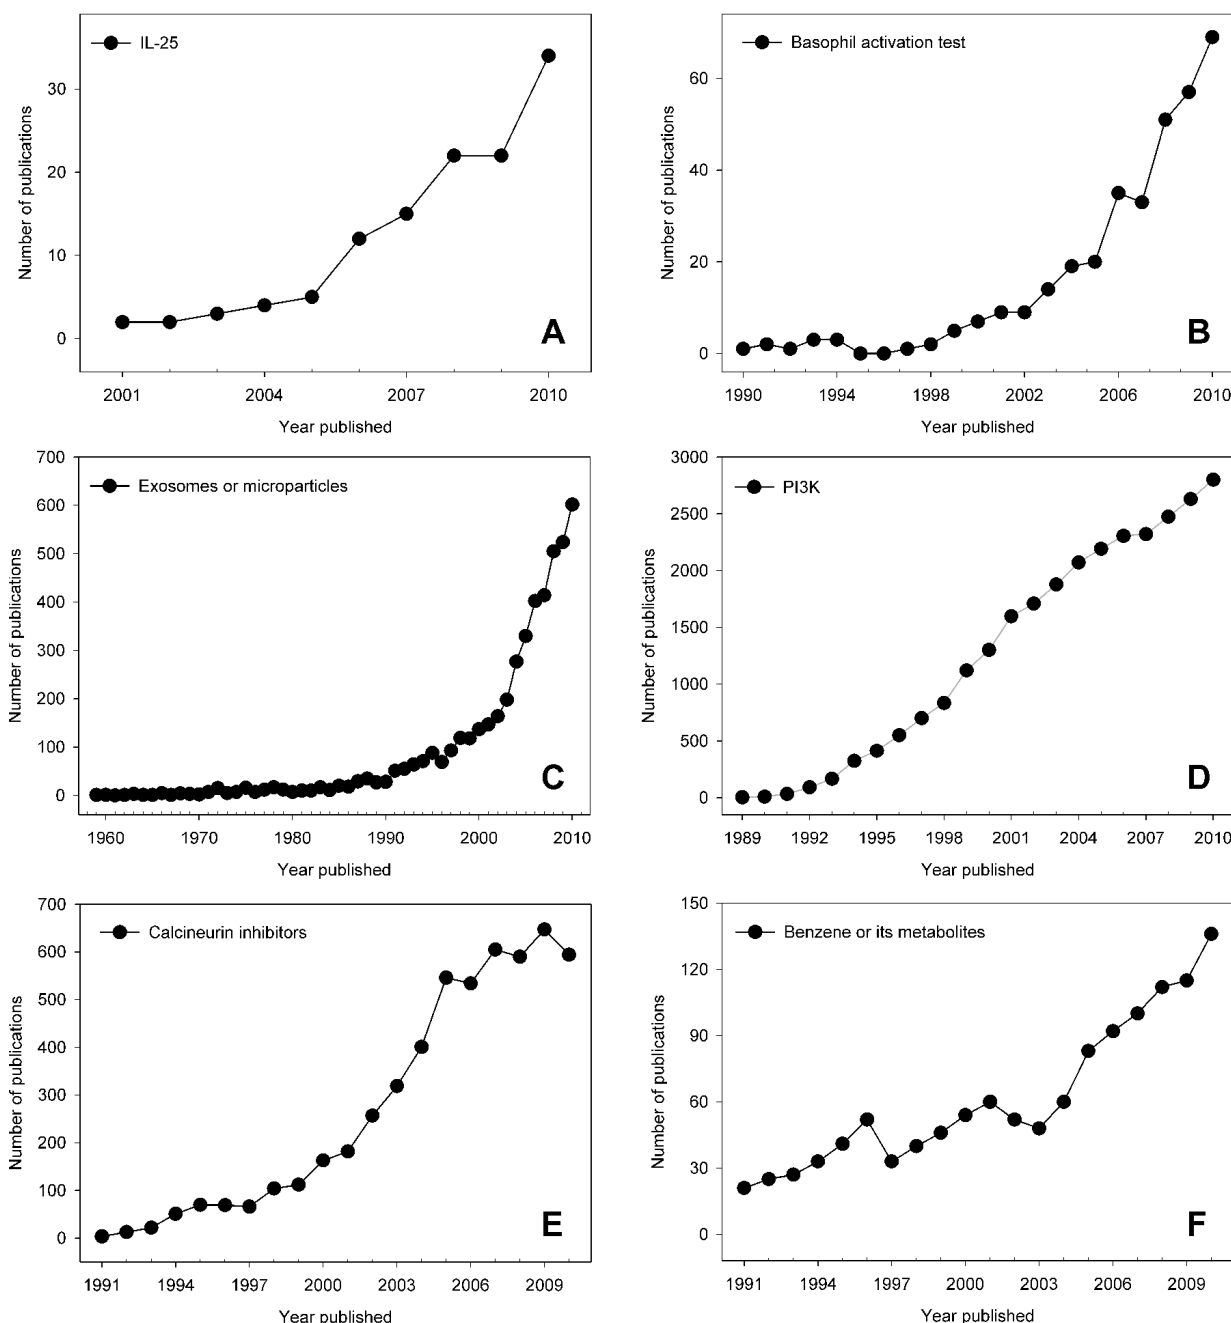 IL-25
Number of publications
30
20
10
0
A
2001 2004 2007 2010
Year published
Basophil activation test
Number of publications
60
40
20
0
B
1990 1994 1998 2002 2006 2010
Year published
Exosomes or microparticles
Number of publications
700
600
500
400
300
200
100
0
C
1960 1970 1980 1990 2000 2010
Year published
PI3K
Number of publications
3000
2500
2000
1500
1000
500
0
D
1989 1992 1995 1998 2001 2004 2007 2010
Year published
Calcineurin inhibitors
Number of publications
700
600
500
400
300
200
100
0
E
1991 1994 1997 2000 2003 2006 2009
Year published
Benzene or its metabolites
Number of publications
150
120
90
60
30
0
F
1991 1994 1997 2000 2003 2006 2009
Year published